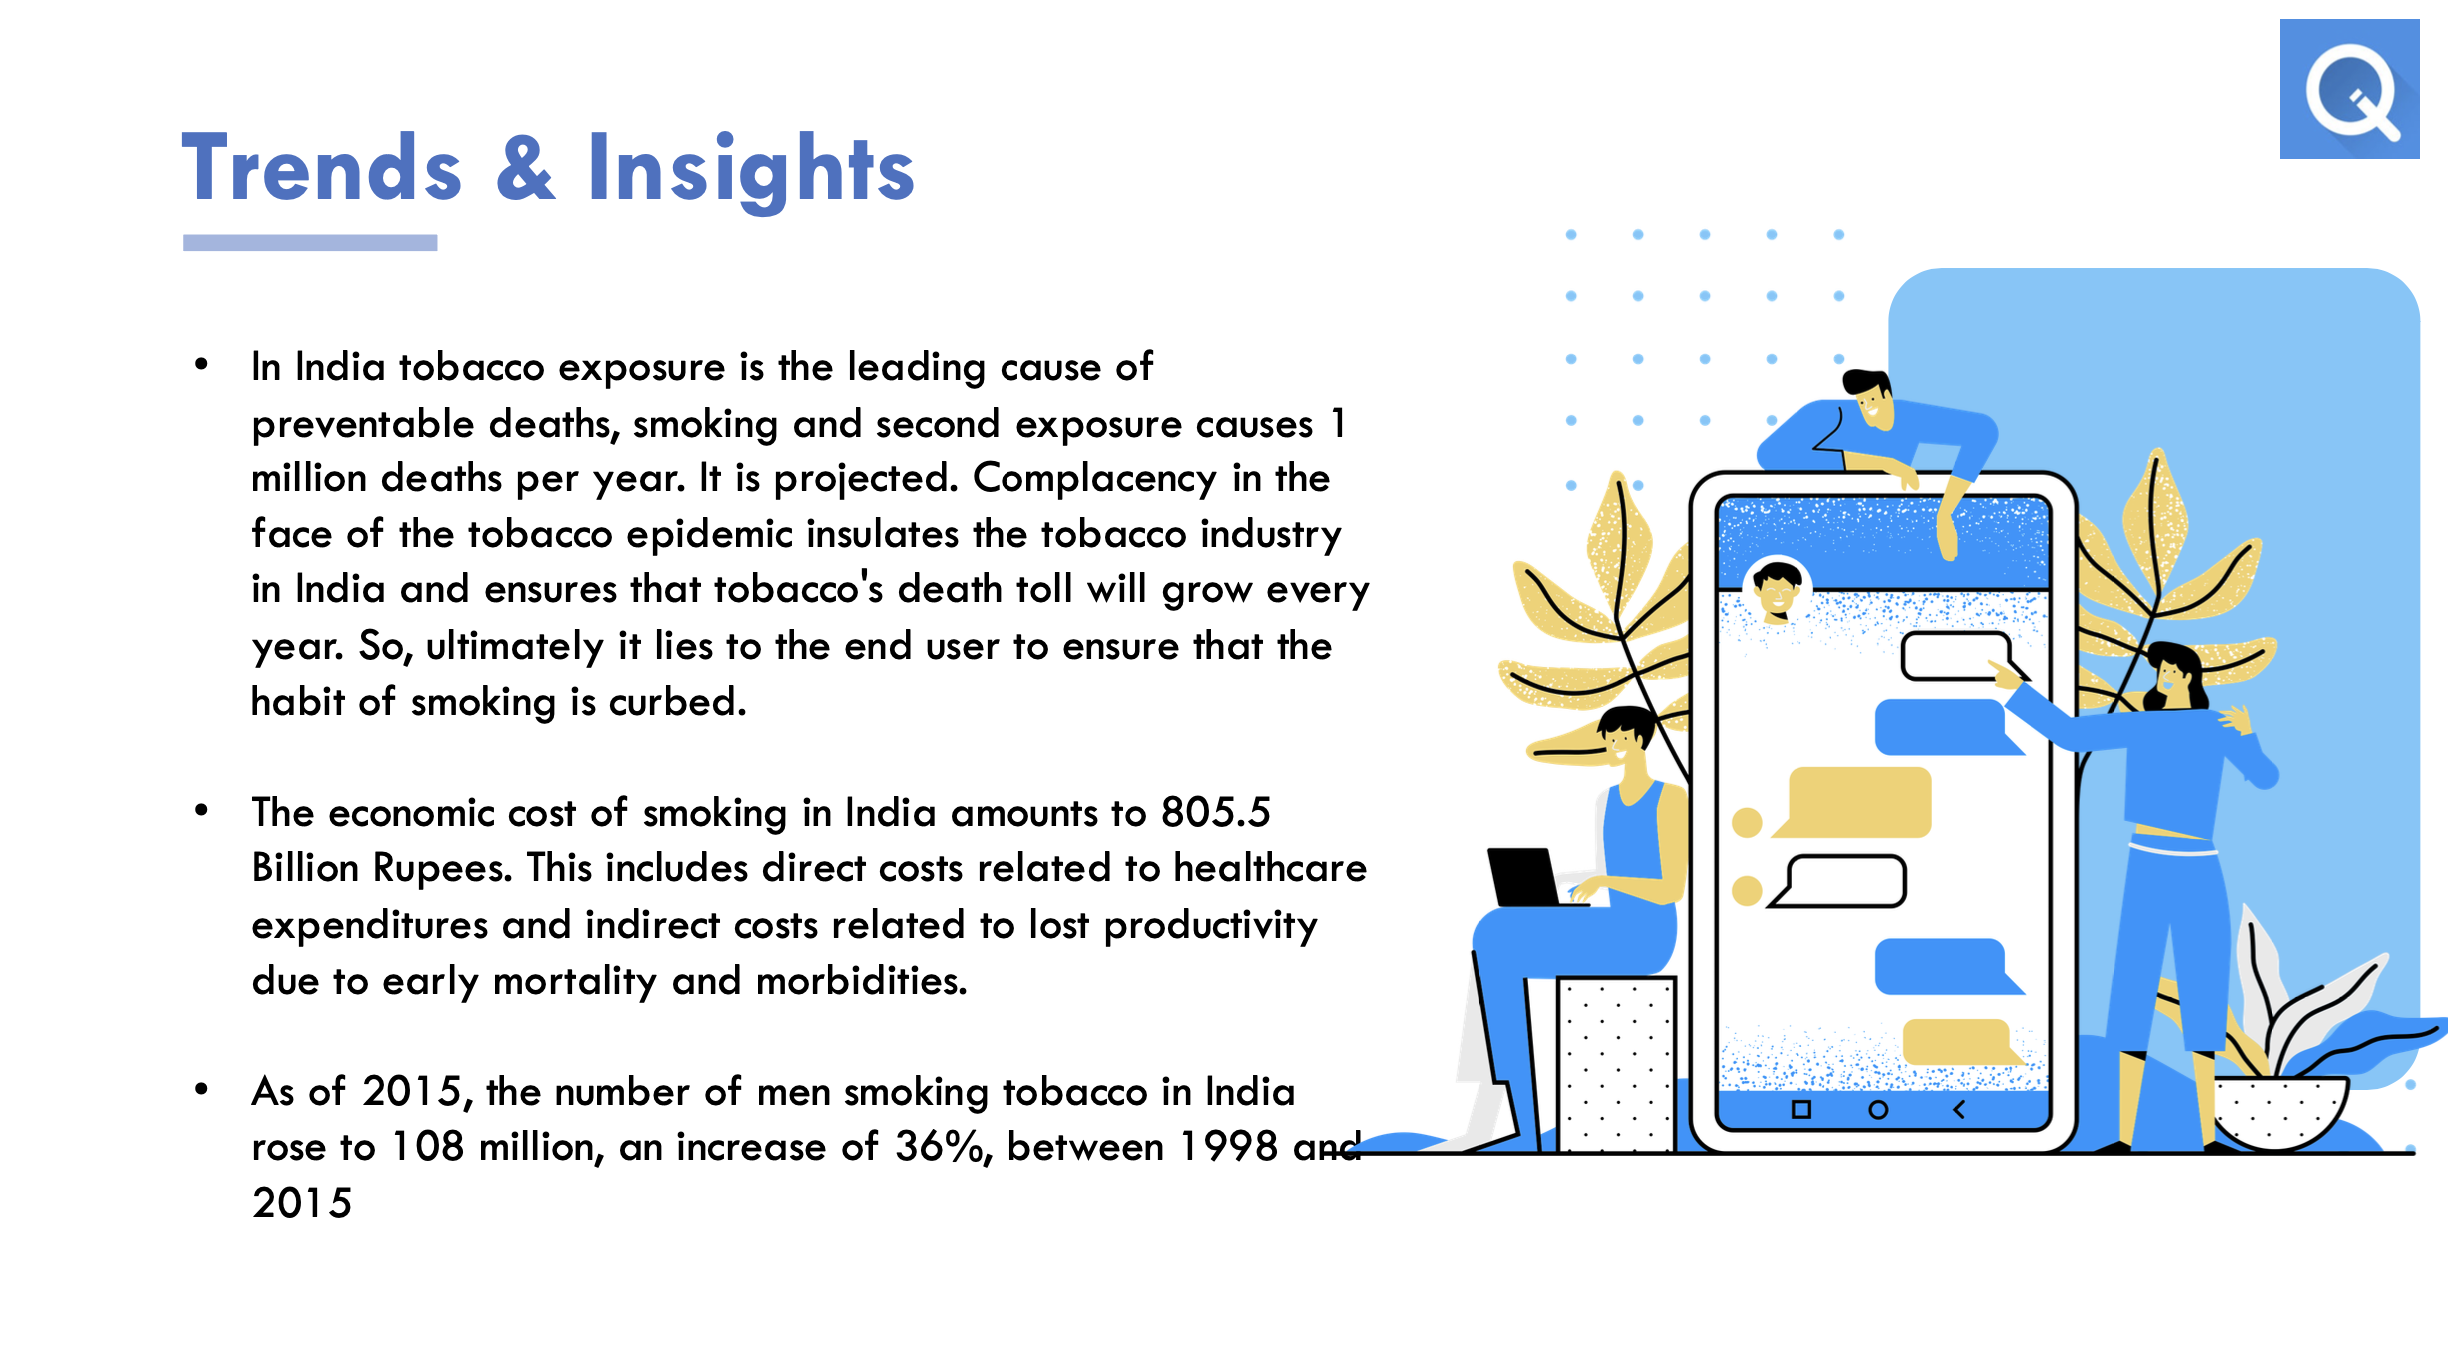 Trends & Insights
• In India tobacco exposure is the leading cause of
preventable deaths, smoking and second exposure causes 1
million deaths per year. It is projected. Complacency in the
face of the tobacco epidemic insulates the tobacco industry
in India and ensures that tobacco's death toll will grow every
year. So, ultimately it lies to the end user to ensure that the
habit of smoking is curbed.
• The economic cost of smoking in India amounts to 805.5
Billion Rupees. This includes direct costs related to healthcare
expenditures and indirect costs related to lost productivity
due to early mortality and morbidities.
• As of 2015, the number of men smoking tobacco in India
rose to 108 million, an increase of 36%, between 1998 and
2015